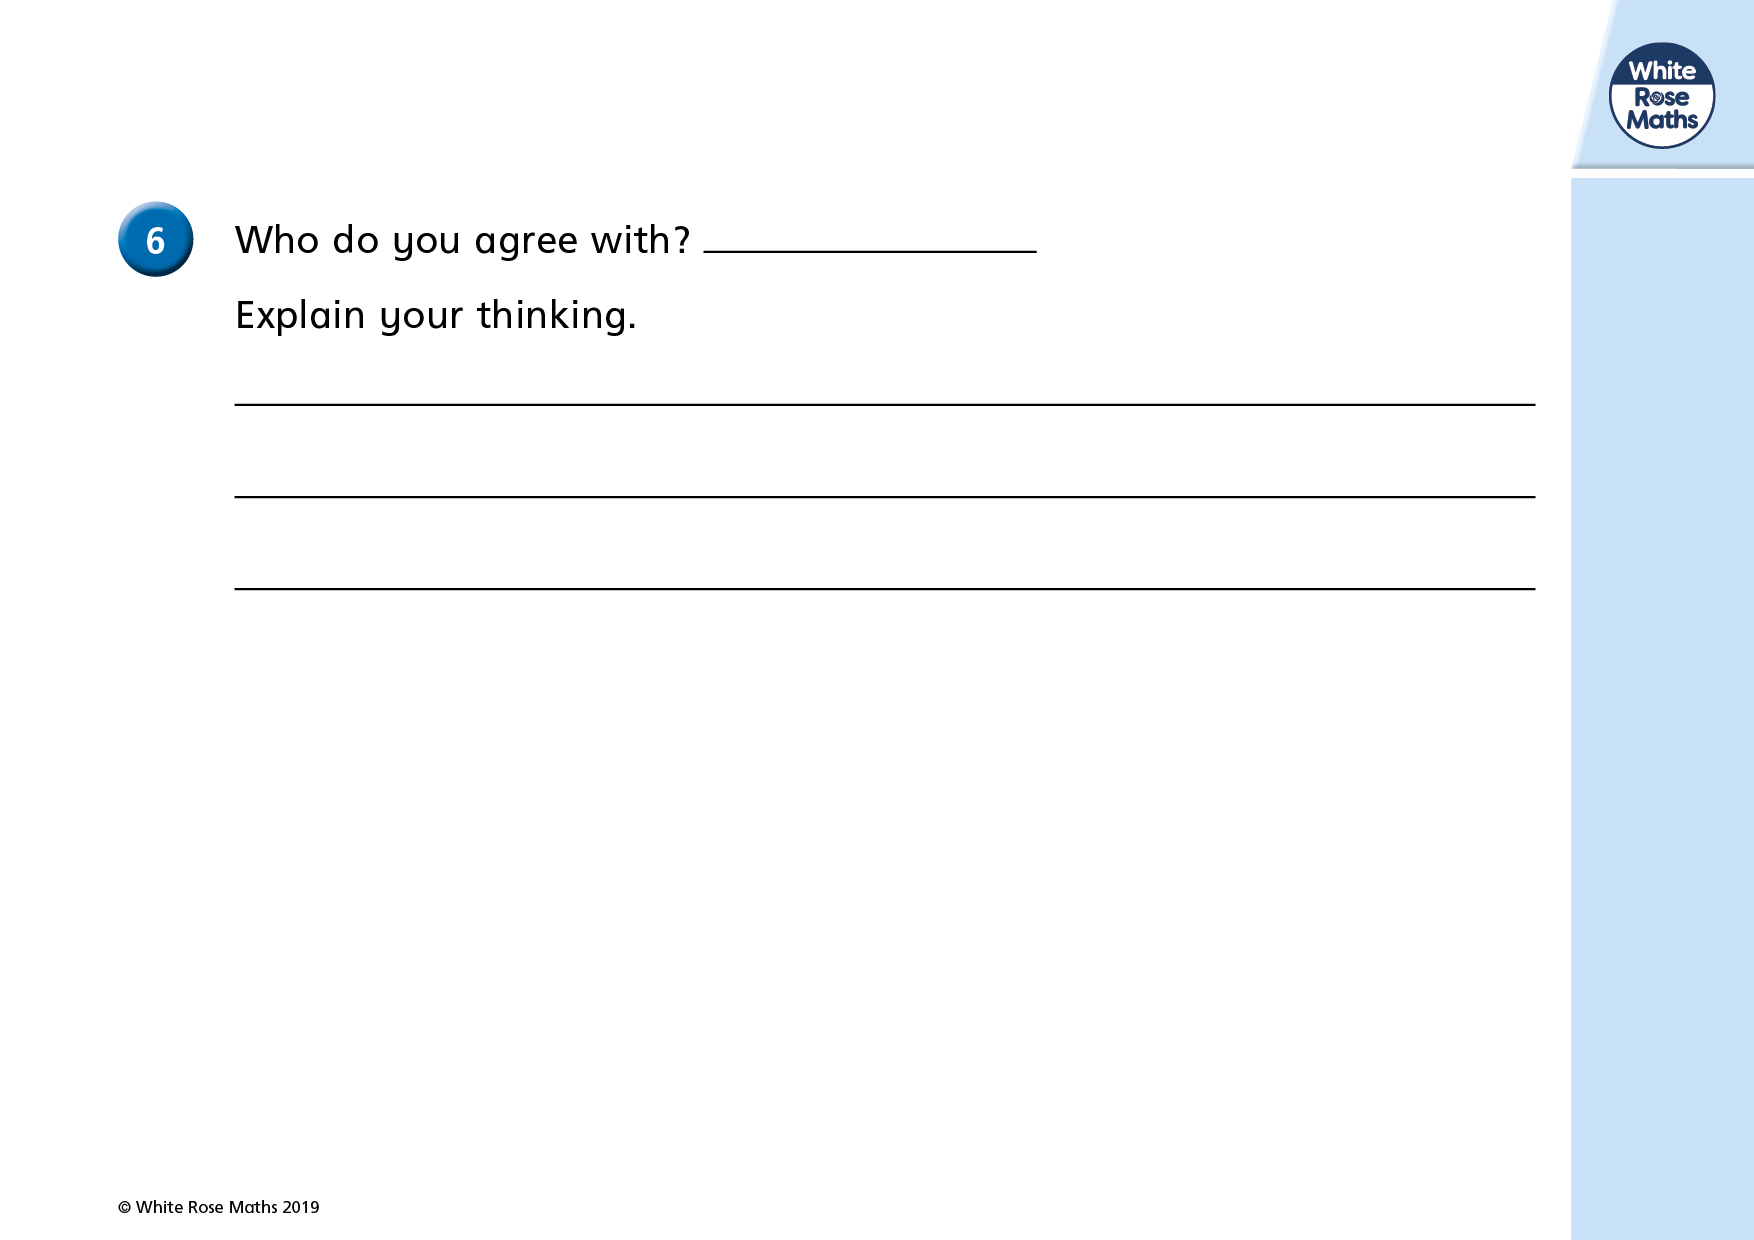 White
Rose
Maths
6 Who do you agree with?
Explain your thinking.
© White Rose Maths 2019